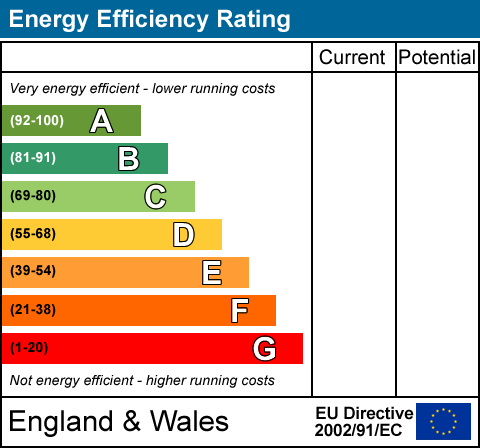 Energy Efficiency Rating
Current Potential
Very energy efficient - lower running costs
(92-100) A
(81-91) B
(69-80) C
(55-68) D
(39-54) E
(21-38) F
(1-20) G
Not energy efficient - higher running costs
England & Wales
EU Directive
2002/91/EC